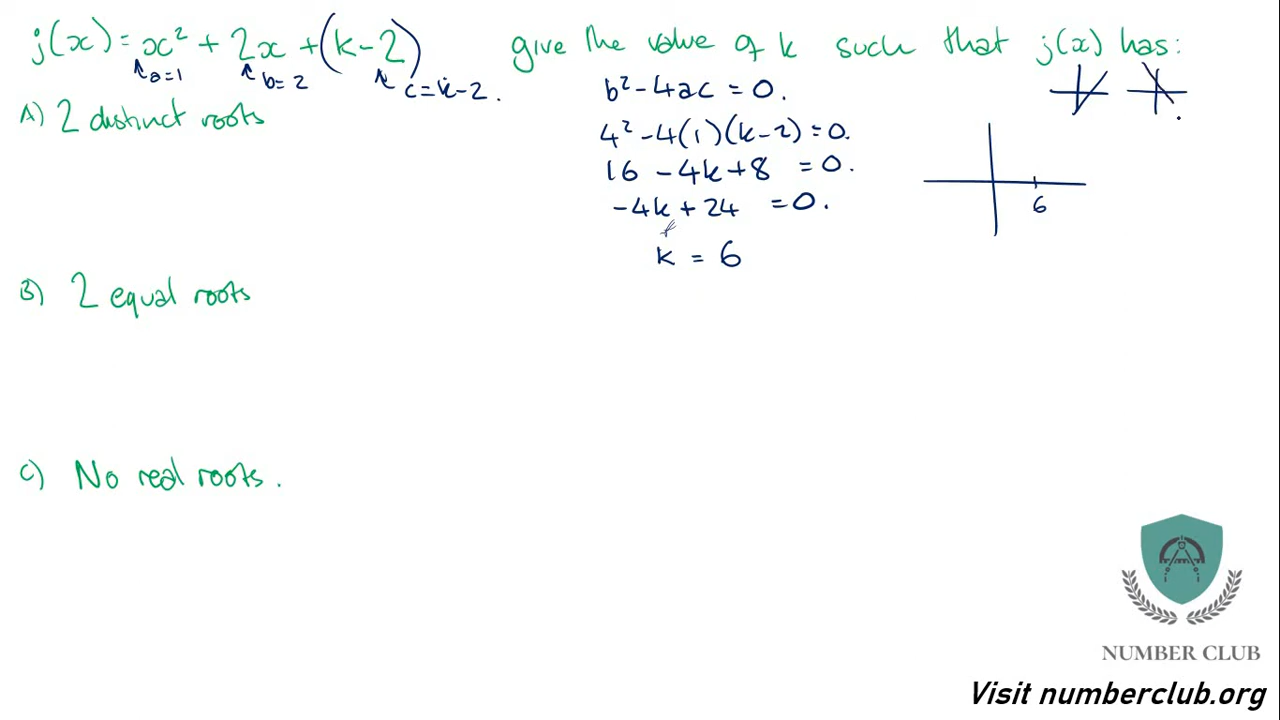 j(x) = x² + 2x + (k-2) give the value of k such that j(x) has:
a=1 b=2 c=k-2.
A) 2 distinct roots
b²-4ac = 0.
4²-4(1)(k-2) = 0.
16 -4k+8 = 0.
-4k + 24 = 0.
k = 6
6
B) 2 equal roots
C) No real roots.
NUMBER CLUB
Visit numberclub.org